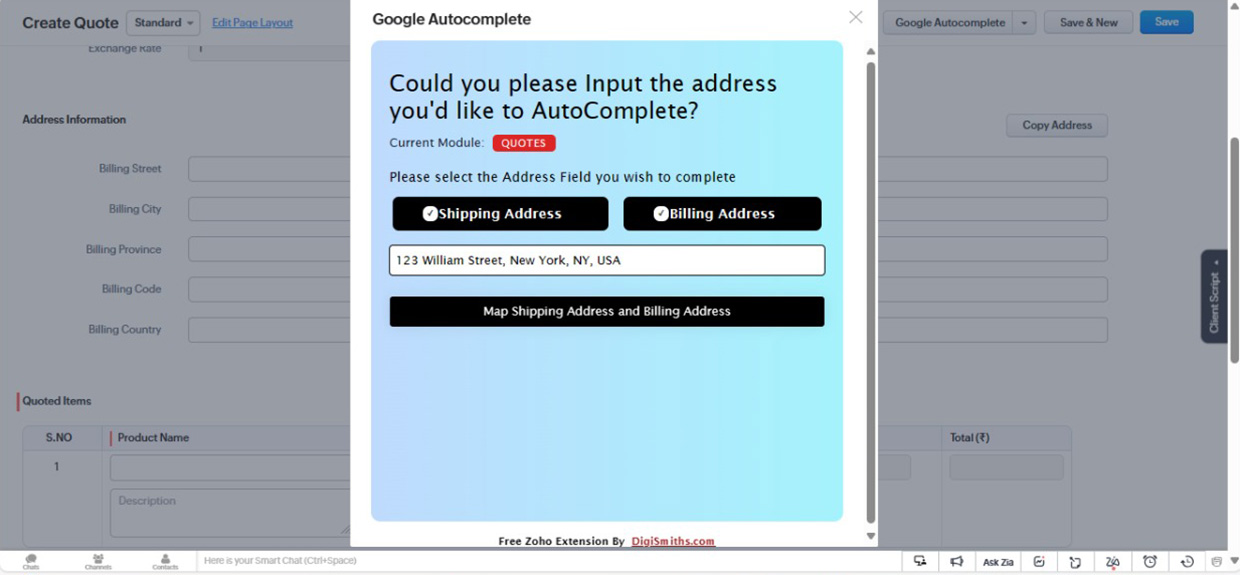 Create Quote Standard Edit Page Layout Google Autocomplete Google Autocomplete Save & New Save
Exchange Rate 1
Could you please Input the address
you'd like to AutoComplete?
Address Information Copy Address
Current Module: QUOTES
Billing Street
Please select the Address Field you wish to complete
Billing City
Shipping Address Billing Address
Billing Province
123 William Street, New York, NY, USA
Billing Code
Client Script
Map Shipping Address and Billing Address
Billing Country
Quoted Items
S.NO Product Name Total (₹)
1
Description
Free Zoho Extension By DigiSmiths.com
Chats Channels Contacts Here is your Smart Chat (Ctrl+Space) Ask Zia